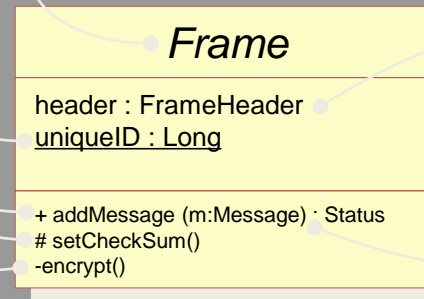 Frame
header : FrameHeader
uniqueID : Long
+ addMessage (m:Message) : Status
# setCheckSum()
-encrypt()